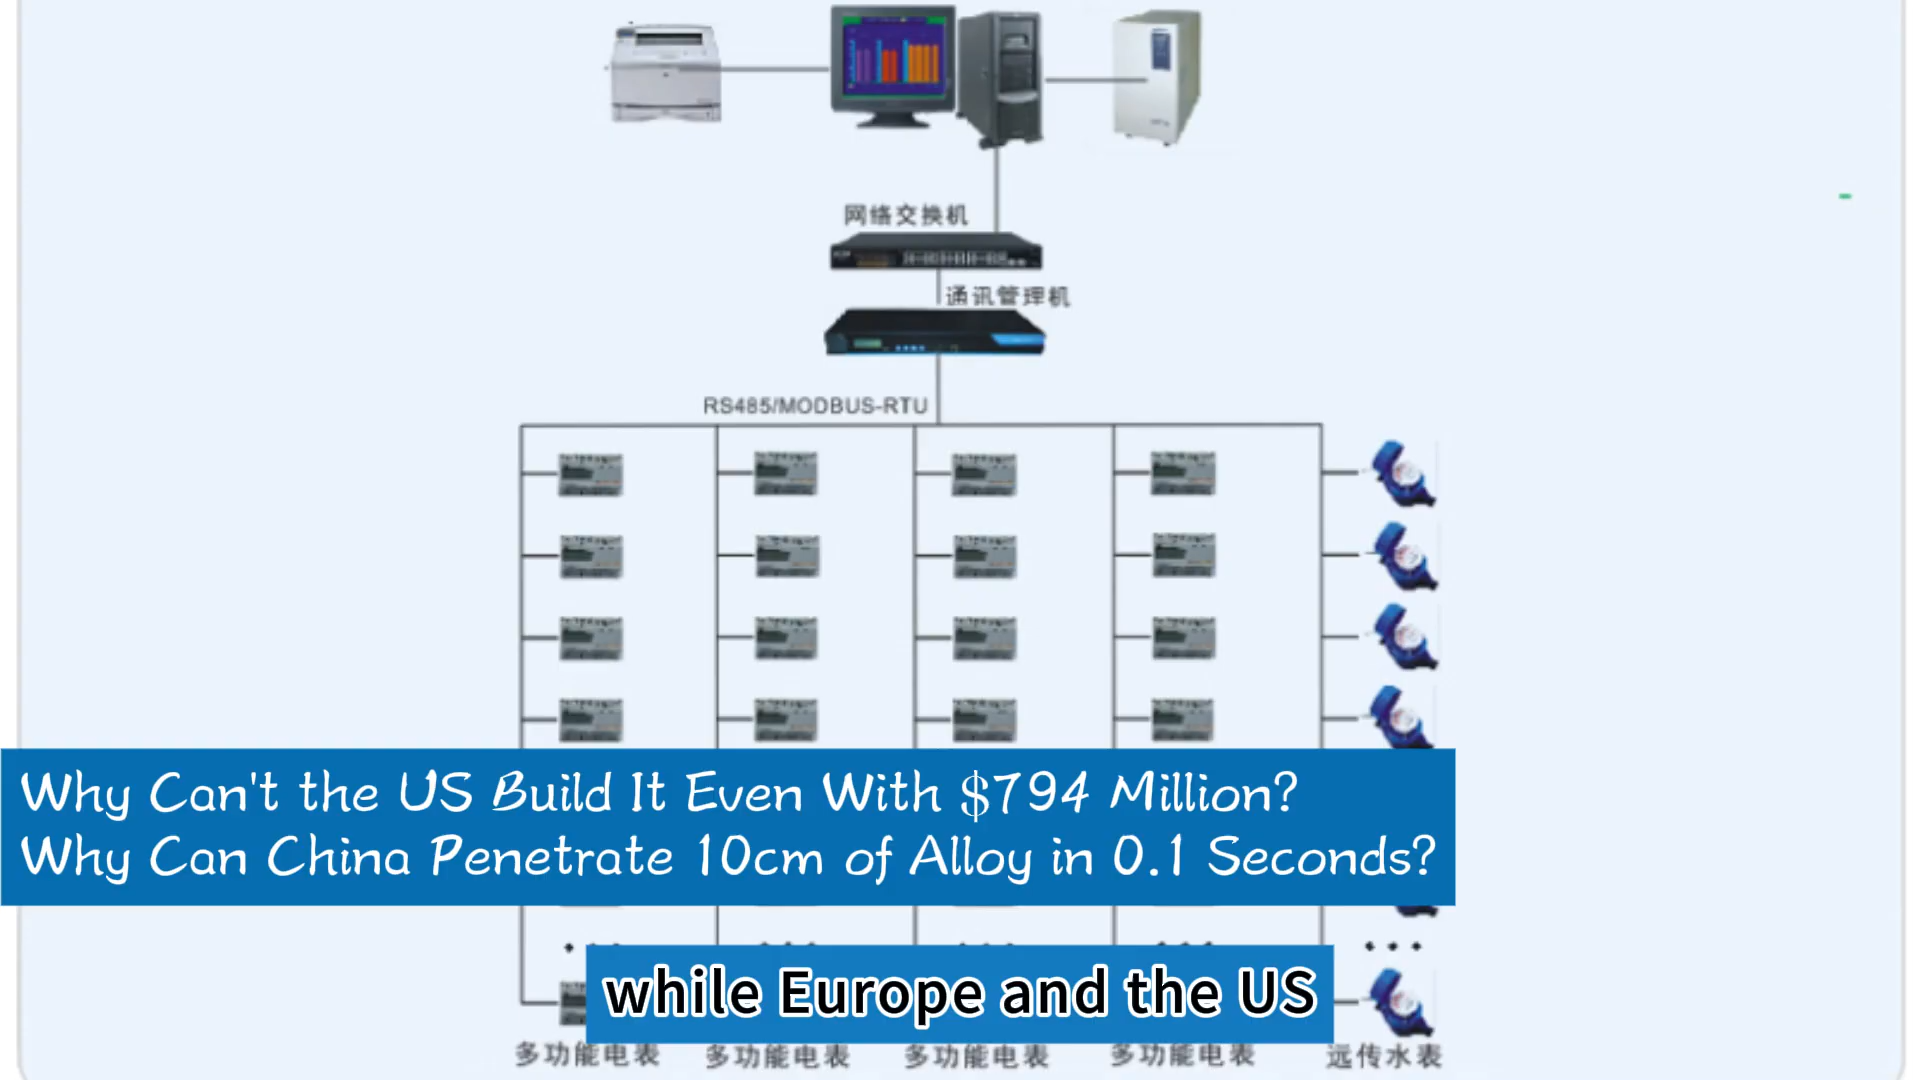 网络交换机
通讯管理机
RS485/MODBUS-RTU
Why Can't the US Build It Even With $794 Million?
Why Can China Penetrate 10cm of Alloy in 0.1 Seconds?
while Europe and the US
多功能电表 多功能电表 多功能电表 多功能电表 远传水表